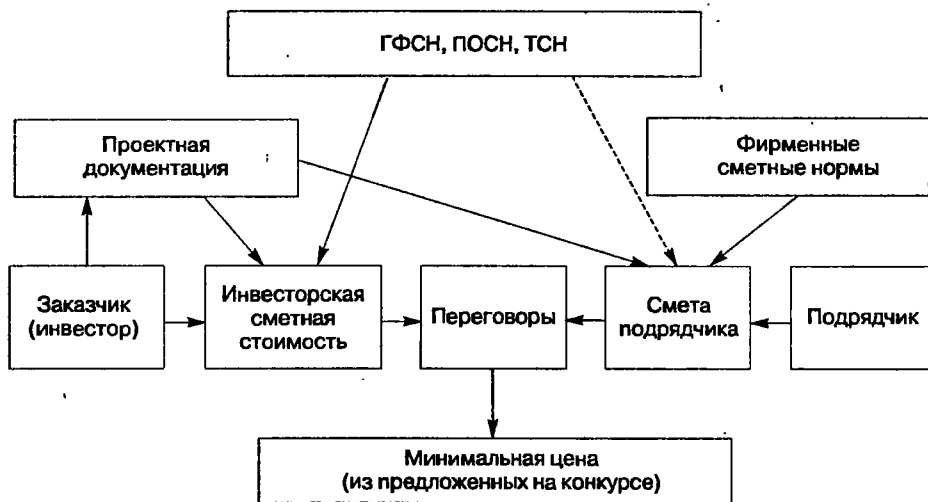 ГФСН, ПОСН, ТСН
Проектная
документация
Фирменные
сметные нормы
Заказчик
(инвестор)
Инвесторская
сметная
стоимость
Переговоры
Смета
подрядчика
Подрядчик
Минимальная цена
(из предложенных на конкурсе)